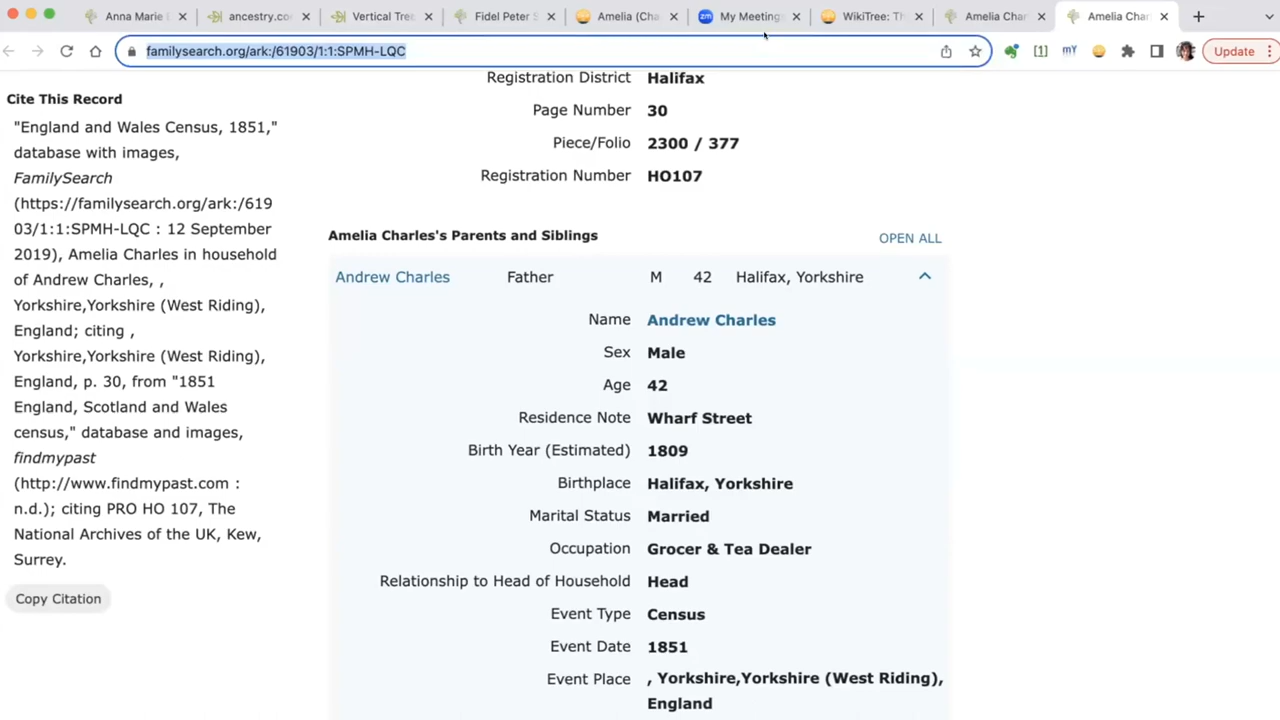 Anna Marie
ancestry.co
Vertical Tre
Fidel Peter S
Amelia (Cha
My Meeting
WikiTree: Th
Amelia Char
Amelia Char
familysearch.org/ark:/61903/1:1:SPMH-LQC
[1]
mY
Update
Cite This Record
"England and Wales Census, 1851,"
database with images,
FamilySearch
(https://familysearch.org/ark:/619
03/1:1:SPMH-LQC : 12 September
2019), Amelia Charles in household
of Andrew Charles, ,
Yorkshire,Yorkshire (West Riding),
England; citing ,
Yorkshire,Yorkshire (West Riding),
England, p. 30, from "1851
England, Scotland and Wales
census," database and images,
findmypast
(http://www.findmypast.com :
n.d.); citing PRO HO 107, The
National Archives of the UK, Kew,
Surrey.
Copy Citation
Registration District Halifax
Page Number 30
Piece/Folio 2300 / 377
Registration Number HO107
Amelia Charles's Parents and Siblings
OPEN ALL
Andrew Charles Father M 42 Halifax, Yorkshire
Name Andrew Charles
Sex Male
Age 42
Residence Note Wharf Street
Birth Year (Estimated) 1809
Birthplace Halifax, Yorkshire
Marital Status Married
Occupation Grocer & Tea Dealer
Relationship to Head of Household Head
Event Type Census
Event Date 1851
Event Place , Yorkshire,Yorkshire (West Riding),
England